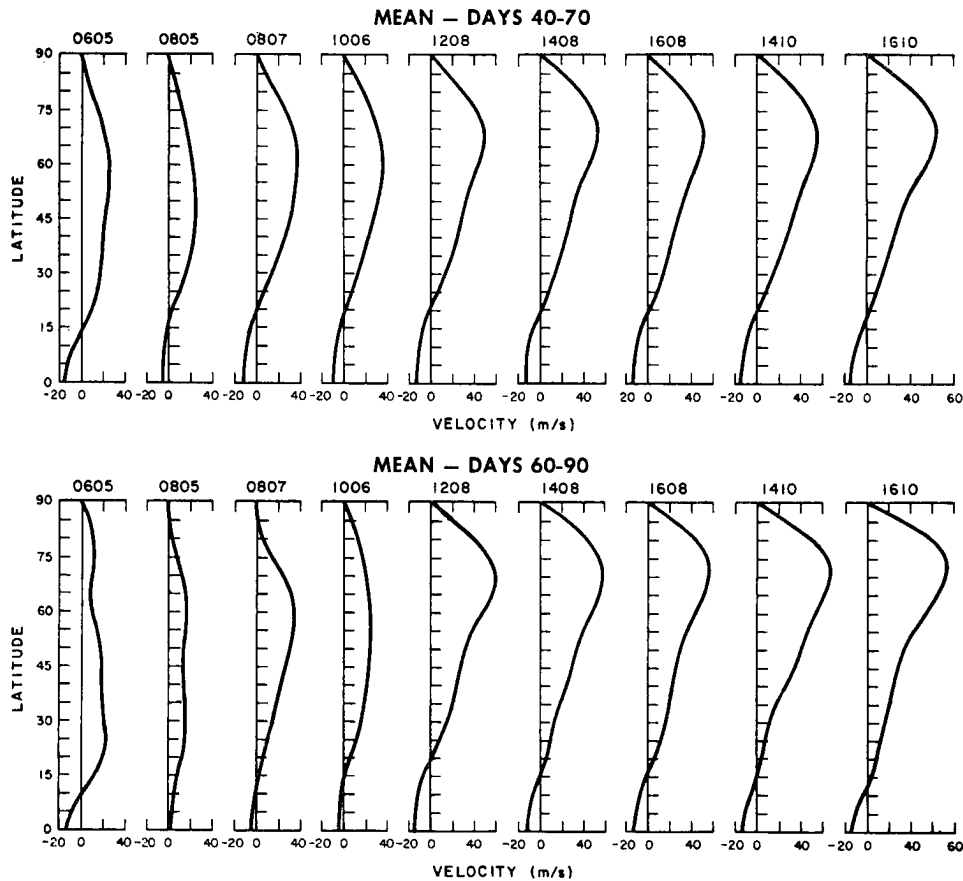 MEAN — DAYS 40-70
0605 0805 0807 1006 1208 1408 1608 1410 1610
90
75
60
45
30
15
0
LATITUDE
-20 0 40 -20 0 40 -20 0 40 -20 0 40 -20 0 40 -20 0 40 20 0 40 -20 0 40 -20 0 40 60
VELOCITY (m/s)
MEAN — DAYS 60-90
0605 0805 0807 1006 1208 1408 1608 1410 1610
90
75
60
45
30
15
0
LATITUDE
-20 0 40 -20 0 40 -20 0 40 -20 0 40 -20 0 40 -20 0 40 -20 0 40 -20 0 40 -20 0 40 60
VELOCITY (m/s)